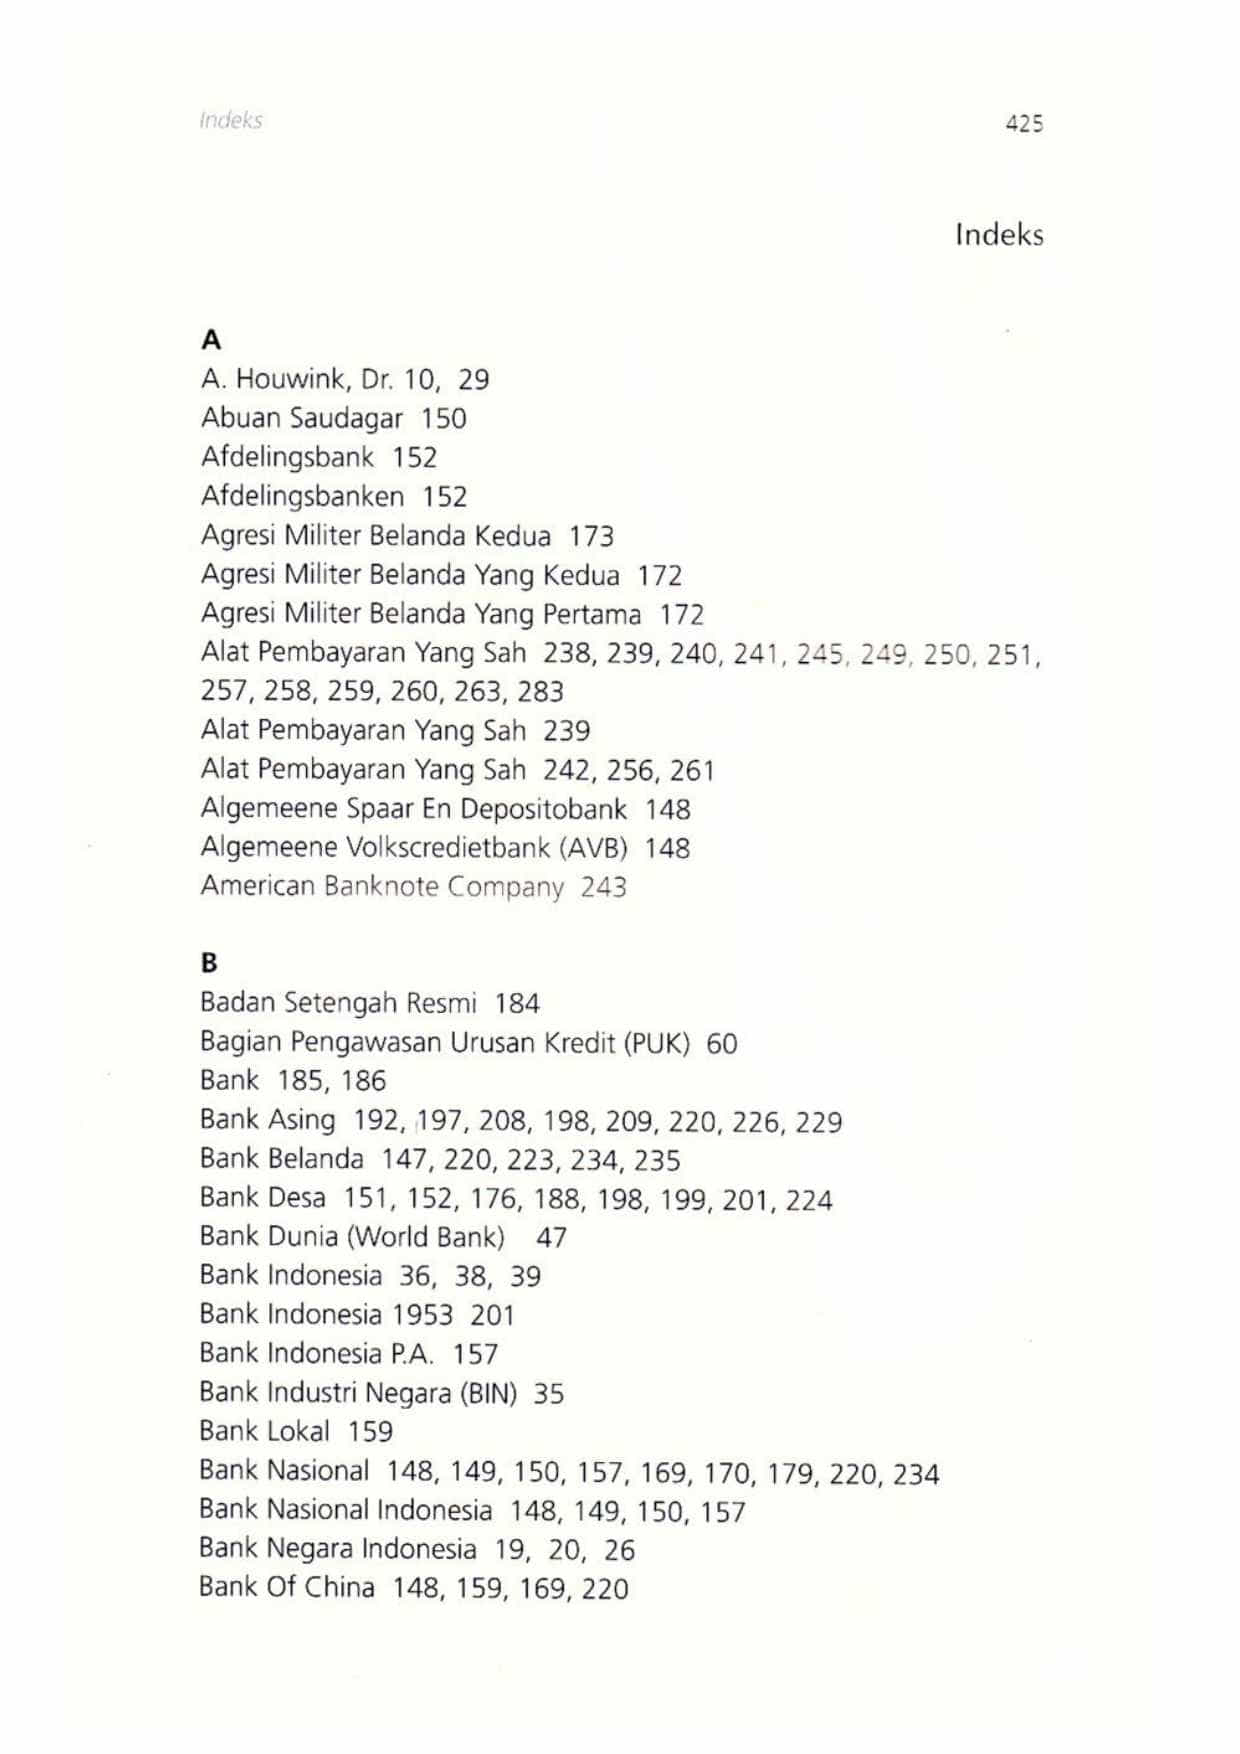 Indeks
425
Indeks
A
A. Houwink, Dr. 10, 29
Abuan Saudagar 150
Afdelingsbank 152
Afdelingsbanken 152
Agresi Militer Belanda Kedua 173
Agresi Militer Belanda Yang Kedua 172
Agresi Militer Belanda Yang Pertama 172
Alat Pembayaran Yang Sah 238, 239, 240, 241, 245, 249, 250, 251,
257, 258, 259, 260, 263, 283
Alat Pembayaran Yang Sah 239
Alat Pembayaran Yang Sah 242, 256, 261
Algemeene Spaar En Depositobank 148
Algemeene Volkscredietbank (AVB) 148
American Banknote Company 243
B
Badan Setengah Resmi 184
Bagian Pengawasan Urusan Kredit (PUK) 60
Bank 185, 186
Bank Asing 192, 197, 208, 198, 209, 220, 226, 229
Bank Belanda 147, 220, 223, 234, 235
Bank Desa 151, 152, 176, 188, 198, 199, 201, 224
Bank Dunia (World Bank) 47
Bank Indonesia 36, 38, 39
Bank Indonesia 1953 201
Bank Indonesia P.A. 157
Bank Industri Negara (BIN) 35
Bank Lokal 159
Bank Nasional 148, 149, 150, 157, 169, 170, 179, 220, 234
Bank Nasional Indonesia 148, 149, 150, 157
Bank Negara Indonesia 19, 20, 26
Bank Of China 148, 159, 169, 220